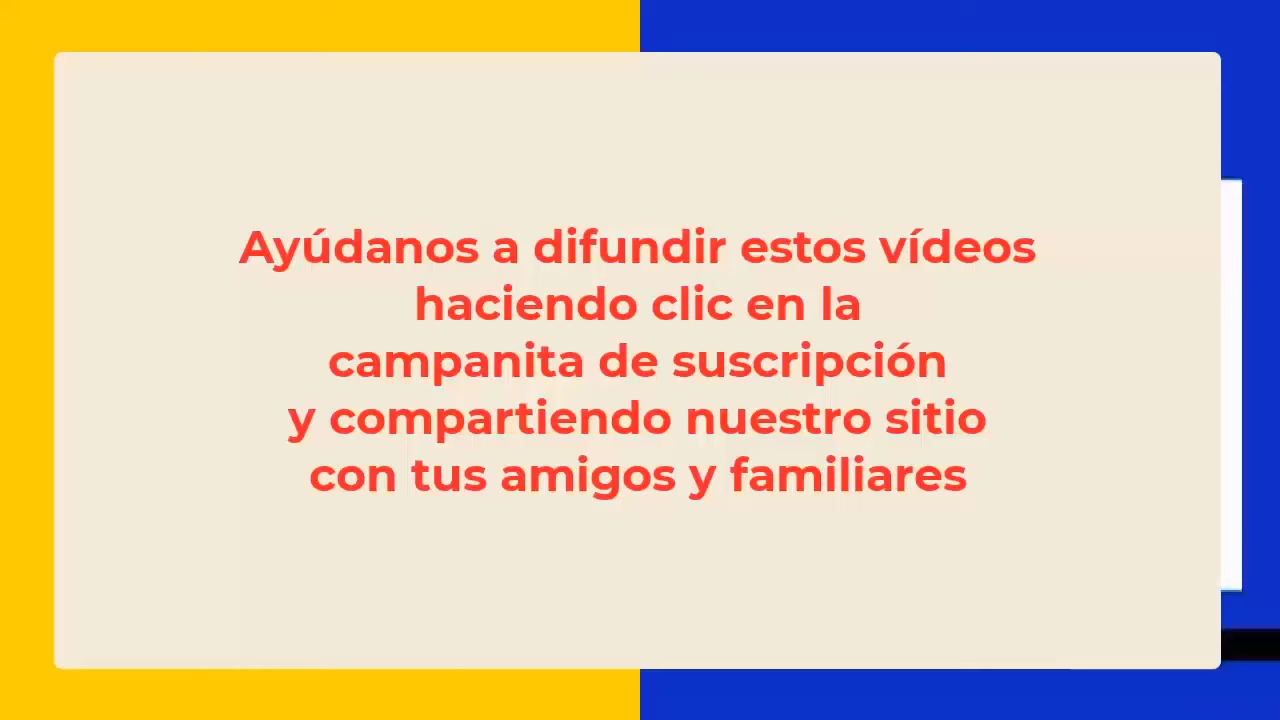 Ayúdanos a difundir estos vídeos
haciendo clic en la
campanita de suscripción
y compartiendo nuestro sitio
con tus amigos y familiares